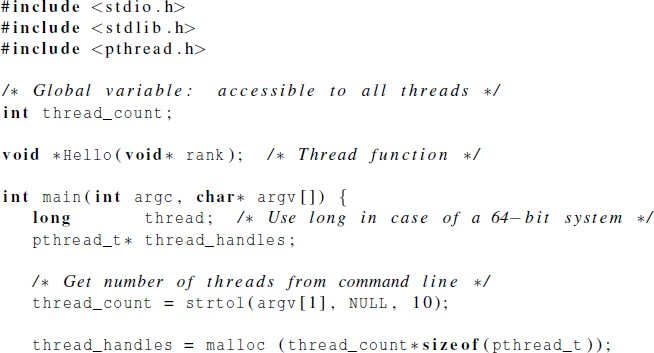 #include <stdio.h>
#include <stdlib.h>
#include <pthread.h>
/* Global variable: accessible to all threads */
int thread_count;
void *Hello(void* rank); /* Thread function */
int main(int argc, char* argv[]) {
long thread; /* Use long in case of a 64-bit system */
pthread_t* thread_handles;
/* Get number of threads from command line */
thread_count = strtol(argv[1], NULL, 10);
thread_handles = malloc (thread_count*sizeof(pthread_t));